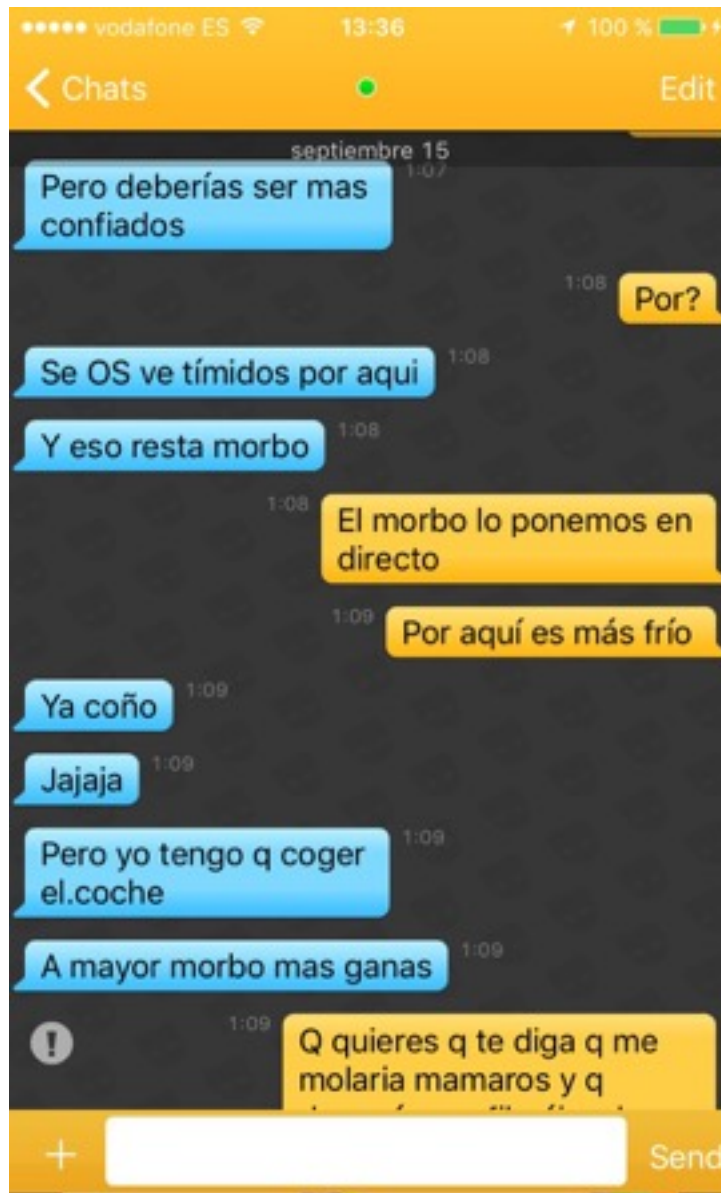 vodafone ES 13:36 100 %
Chats Edit
septiembre 15
1:07
Pero deberías ser mas
confiados
1:08
Por?
Se OS ve tímidos por aqui
1:08
Y eso resta morbo
1:08
1:08
El morbo lo ponemos en
directo
1:09
Por aquí es más frío
Ya coño
1:09
Jajaja
1:09
Pero yo tengo q coger
el.coche
1:09
A mayor morbo mas ganas
1:09
1:09
Q quieres q te diga q me
molaria mamaros y q
Send